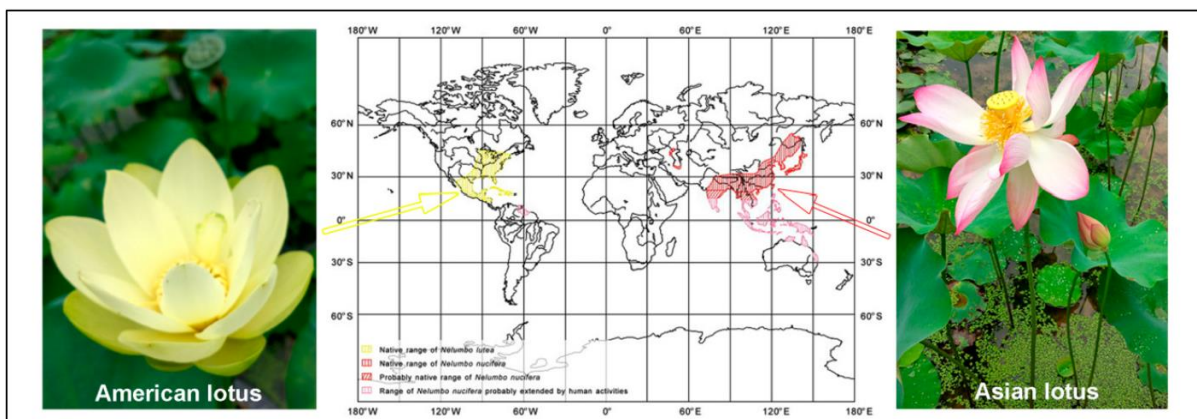 180°W 120°W 60°W 0° 60°E 120°E 180°E
60°N
60°N
30°N
30°N
0°
0°
30°S
30°S
60°S
60°S
Native range of Nelumbo lutea
Native range of Nelumbo nucifera
Probably native range of Nelumbo nucifera
Range of Nelumbo nucifera probably extended by human activities
180°W 120°W 60°W 0° 60°E 120°E 180°E
American lotus
Asian lotus